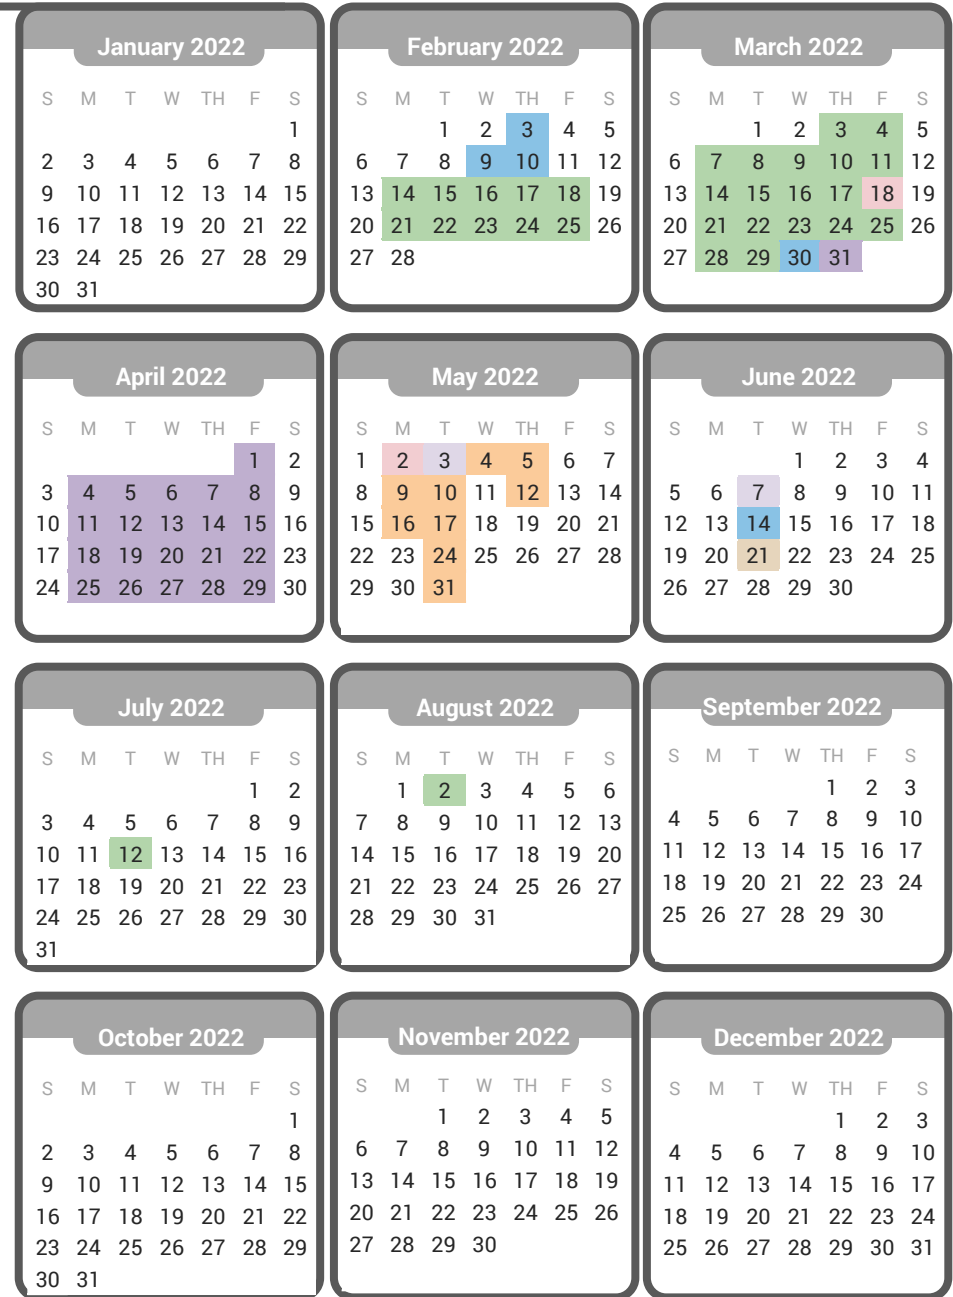 January 2022
S M T W TH F S
1
2 3 4 5 6 7 8
9 10 11 12 13 14 15
16 17 18 19 20 21 22
23 24 25 26 27 28 29
30 31
February 2022
S M T W TH F S
1 2 3 4 5
6 7 8 9 10 11 12
13 14 15 16 17 18 19
20 21 22 23 24 25 26
27 28
March 2022
S M T W TH F S
1 2 3 4 5
6 7 8 9 10 11 12
13 14 15 16 17 18 19
20 21 22 23 24 25 26
27 28 29 30 31
April 2022
S M T W TH F S
1 2
3 4 5 6 7 8 9
10 11 12 13 14 15 16
17 18 19 20 21 22 23
24 25 26 27 28 29 30
May 2022
S M T W TH F S
1 2 3 4 5 6 7
8 9 10 11 12 13 14
15 16 17 18 19 20 21
22 23 24 25 26 27 28
29 30 31
June 2022
S M T W TH F S
1 2 3 4
5 6 7 8 9 10 11
12 13 14 15 16 17 18
19 20 21 22 23 24 25
26 27 28 29 30
July 2022
S M T W TH F S
1 2
3 4 5 6 7 8 9
10 11 12 13 14 15 16
17 18 19 20 21 22 23
24 25 26 27 28 29 30
31
August 2022
S M T W TH F S
1 2 3 4 5 6
7 8 9 10 11 12 13
14 15 16 17 18 19 20
21 22 23 24 25 26 27
28 29 30 31
September 2022
S M T W TH F S
1 2 3
4 5 6 7 8 9 10
11 12 13 14 15 16 17
18 19 20 21 22 23 24
25 26 27 28 29 30
October 2022
S M T W TH F S
1
2 3 4 5 6 7 8
9 10 11 12 13 14 15
16 17 18 19 20 21 22
23 24 25 26 27 28 29
30 31
November 2022
S M T W TH F S
1 2 3 4 5
6 7 8 9 10 11 12
13 14 15 16 17 18 19
20 21 22 23 24 25 26
27 28 29 30
December 2022
S M T W TH F S
1 2 3
4 5 6 7 8 9 10
11 12 13 14 15 16 17
18 19 20 21 22 23 24
25 26 27 28 29 30 31